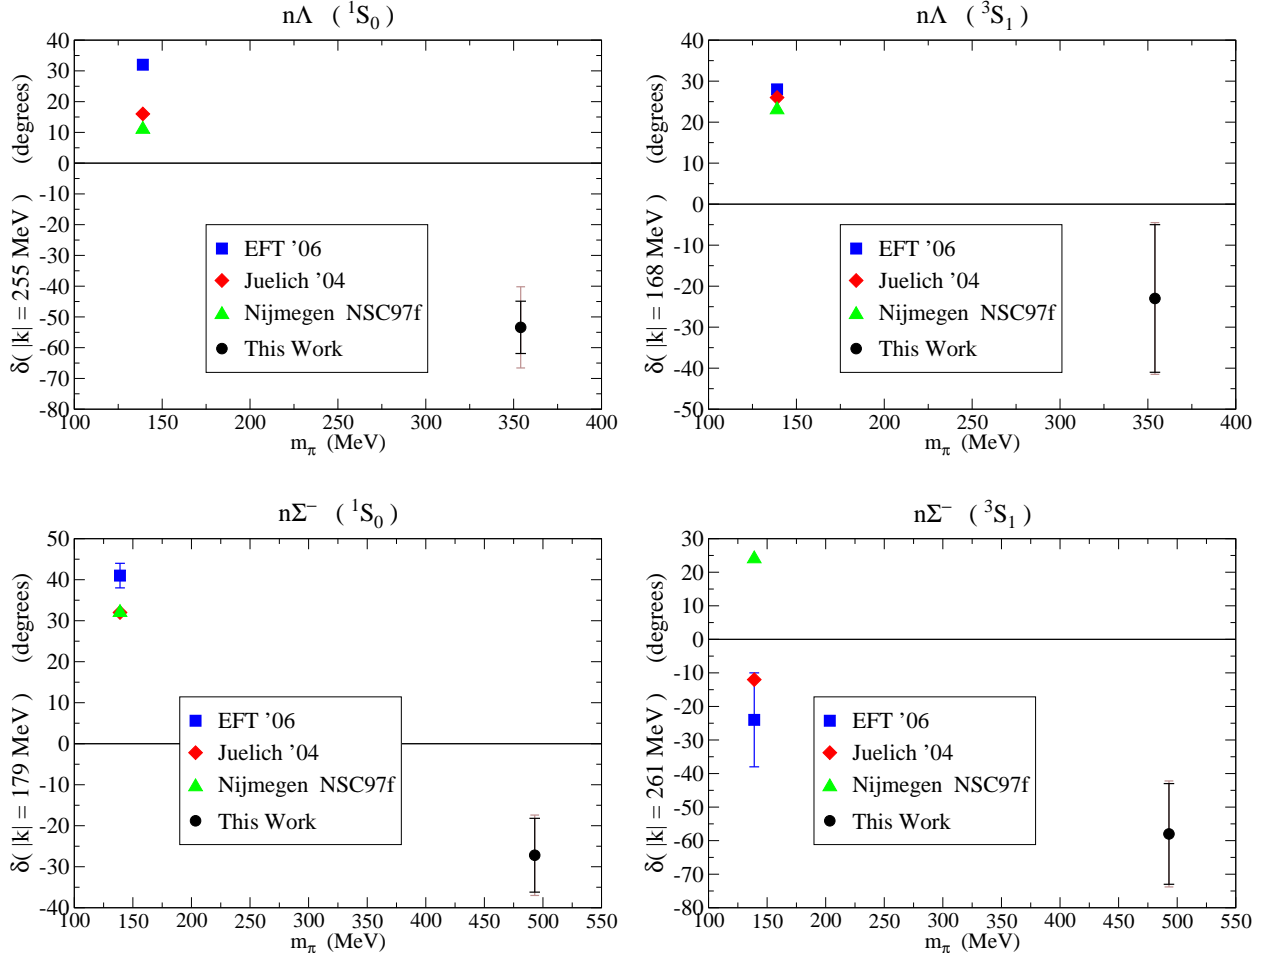 nΛ ( ¹S₀ )
40
30
20
10
0
-10
-20
-30
-40
-50
-60
-70
-80
δ( |k| = 255 MeV ) (degrees)
EFT ’06
Juelich ’04
Nijmegen NSC97f
This Work
100 150 200 250 300 350 400
m_π (MeV)
nΛ ( ³S₁ )
40
30
20
10
0
-10
-20
-30
-40
-50
δ( |k| = 168 MeV ) (degrees)
EFT ’06
Juelich ’04
Nijmegen NSC97f
This Work
100 150 200 250 300 350 400
m_π (MeV)
nΣ⁻ ( ¹S₀ )
50
40
30
20
10
0
-10
-20
-30
-40
δ( |k| = 179 MeV ) (degrees)
EFT ’06
Juelich ’04
Nijmegen NSC97f
This Work
100 150 200 250 300 350 400 450 500 550
m_π (MeV)
nΣ⁻ ( ³S₁ )
30
20
10
0
-10
-20
-30
-40
-50
-60
-70
-80
δ( |k| = 261 MeV ) (degrees)
EFT ’06
Juelich ’04
Nijmegen NSC97f
This Work
100 150 200 250 300 350 400 450 500 550
m_π (MeV)